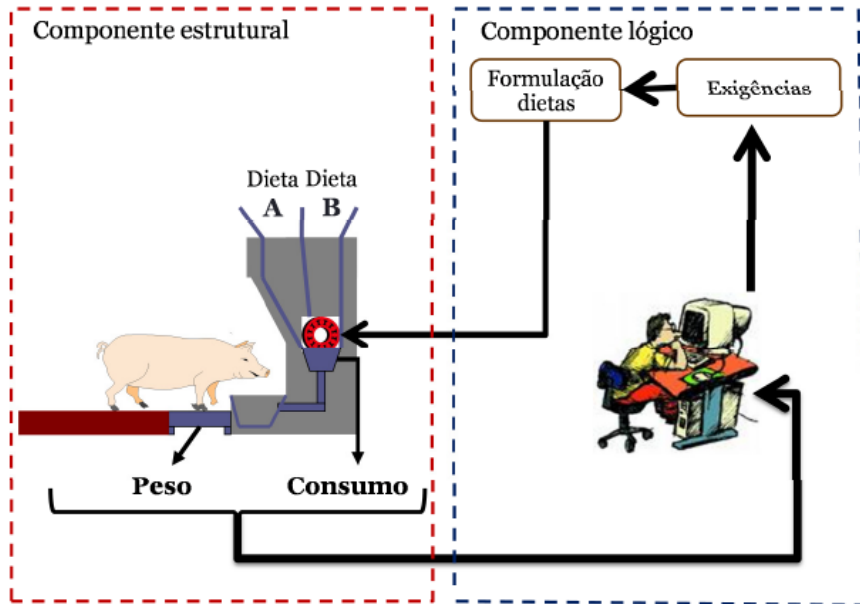 Componente estrutural
Componente lógico
Formulação
dietas
Exigências
Dieta Dieta
A B
Peso
Consumo